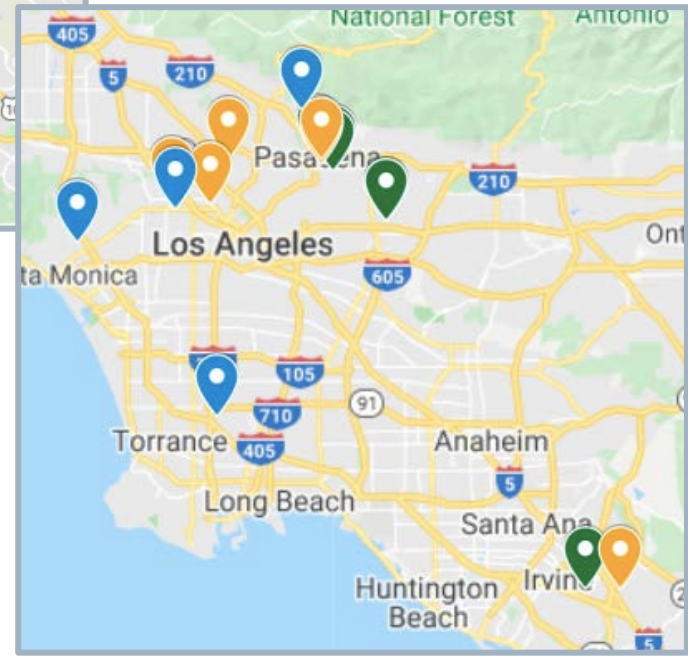 National Forest
Antonio
405
5
210
Pasadena
210
Los Angeles
Ont
ta Monica
605
105
91
710
Torrance
405
Anaheim
5
Long Beach
Santa Ana
Irvine
Huntington
Beach
5